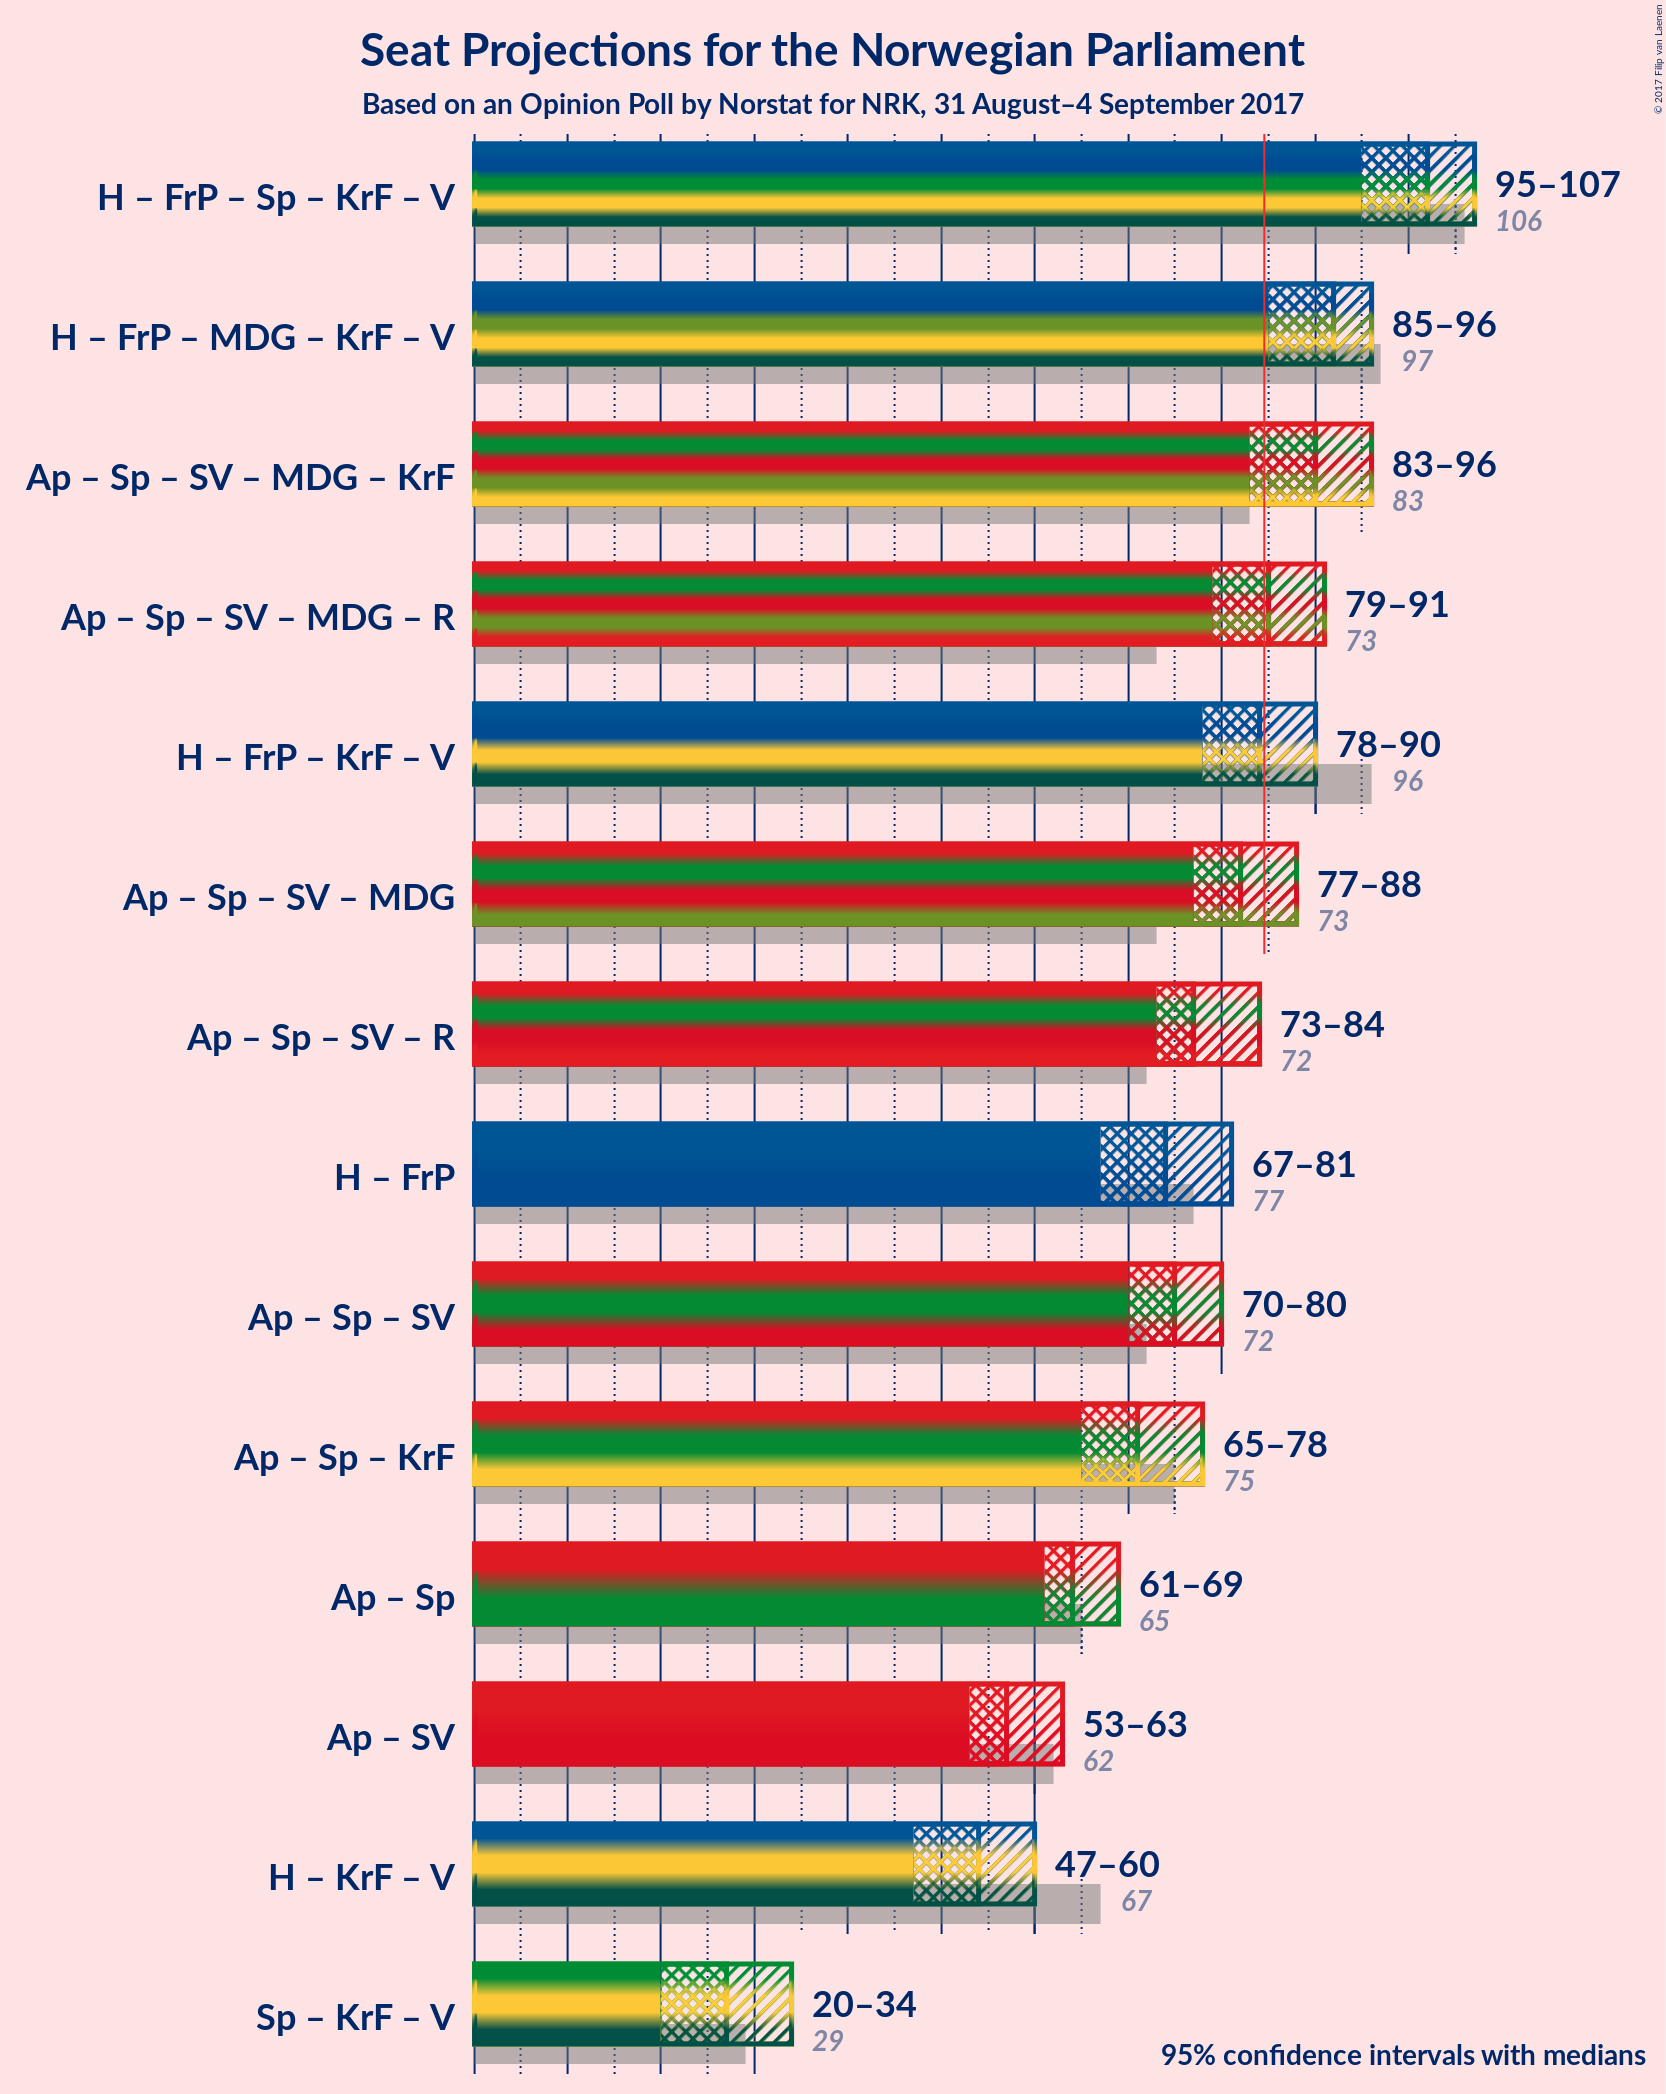 Seat Projections for the Norwegian Parliament
Based on an Opinion Poll by Norstat for NRK, 31 August–4 September 2017
© 2017 Filip van Laenen
H – FrP – Sp – KrF – V
95–107
106
H – FrP – MDG – KrF – V
85–96
97
Ap – Sp – SV – MDG – KrF
83–96
83
Ap – Sp – SV – MDG – R
79–91
73
H – FrP – KrF – V
78–90
96
Ap – Sp – SV – MDG
77–88
73
Ap – Sp – SV – R
73–84
72
H – FrP
67–81
77
Ap – Sp – SV
70–80
72
Ap – Sp – KrF
65–78
75
Ap – Sp
61–69
65
Ap – SV
53–63
62
H – KrF – V
47–60
67
Sp – KrF – V
20–34
29
95% confidence intervals with medians